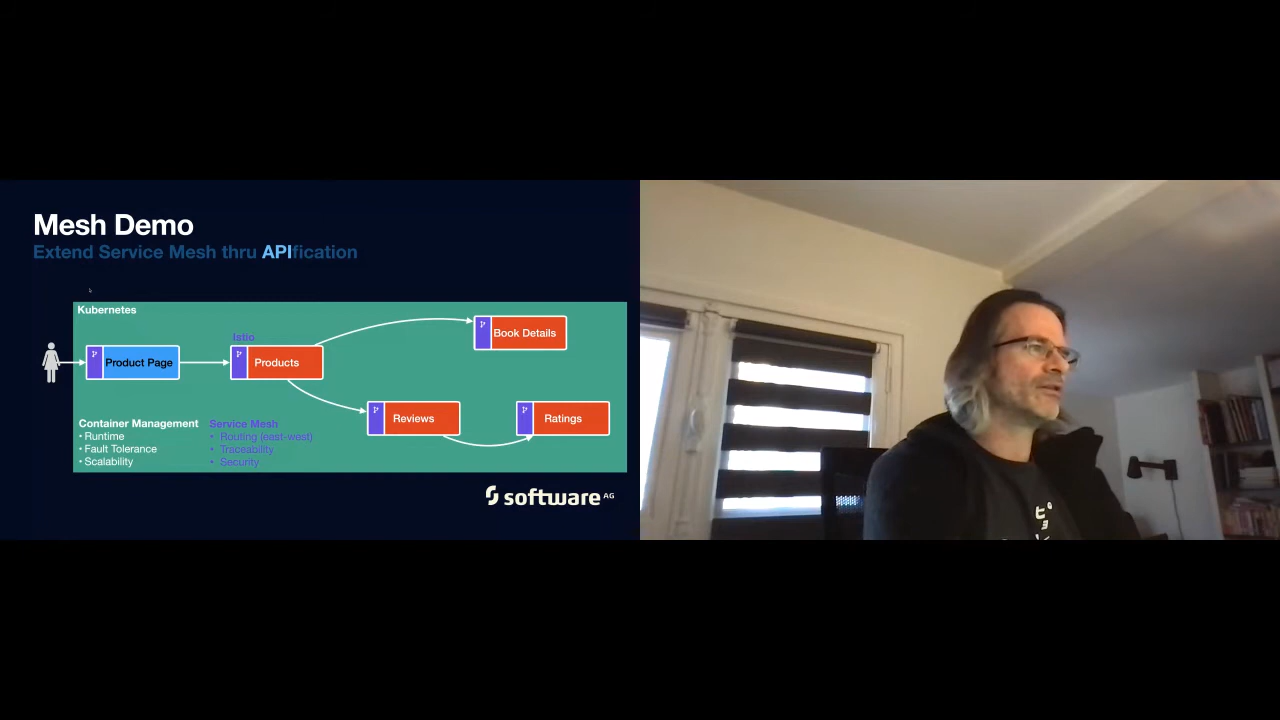 Mesh Demo
Extend Service Mesh thru APIfication
Kubernetes
Istio
Product Page
Products
Book Details
Reviews
Ratings
Container Management
• Runtime
• Fault Tolerance
• Scalability
Service Mesh
• Routing (east-west)
• Traceability
• Security
software AG